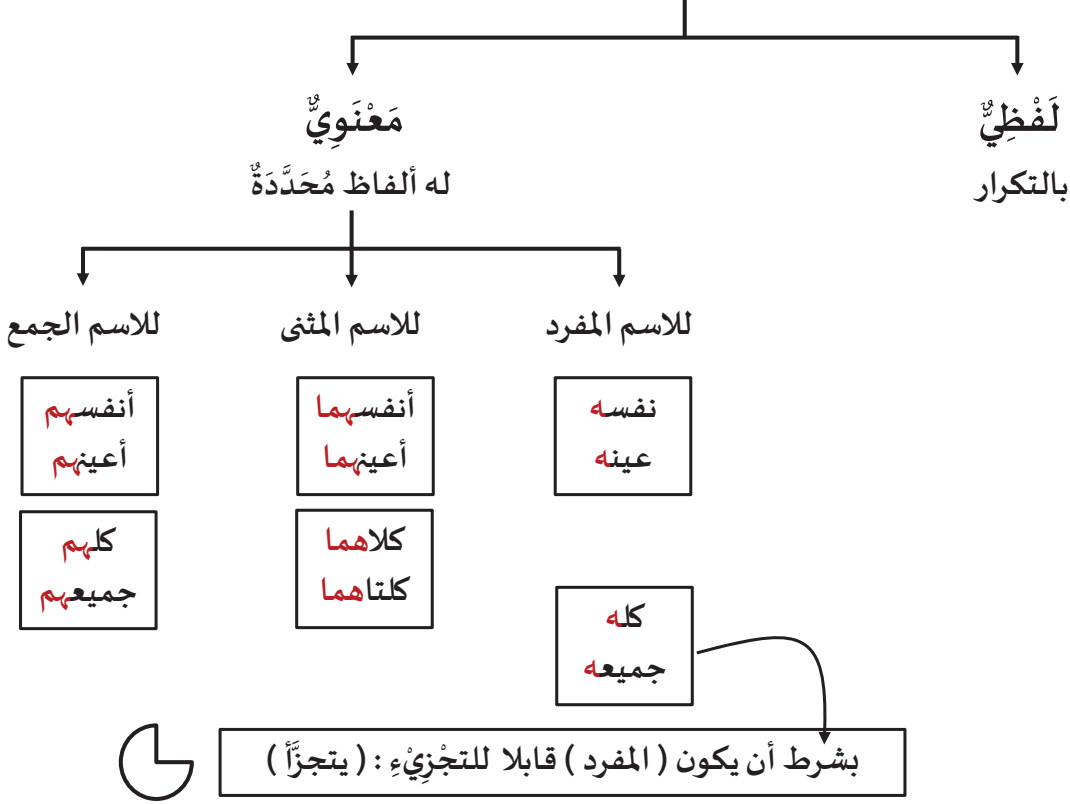 لَفْظِيٌّ
بالتكرار
مَعْنَوِيٌّ
له ألفاظ مُحَدَّدَةٌ
للاسم المفرد
نفسه
عينه
كله
جميعه
للاسم المثنى
أنفسهما
أعينهما
كلاهما
كلتاهما
للاسم الجمع
أنفسهم
أعينهم
كلهم
جميعهم
بشرط أن يكون ( المفرد ) قابلا للتجْزِيْءِ : ( يتجزَّأ )